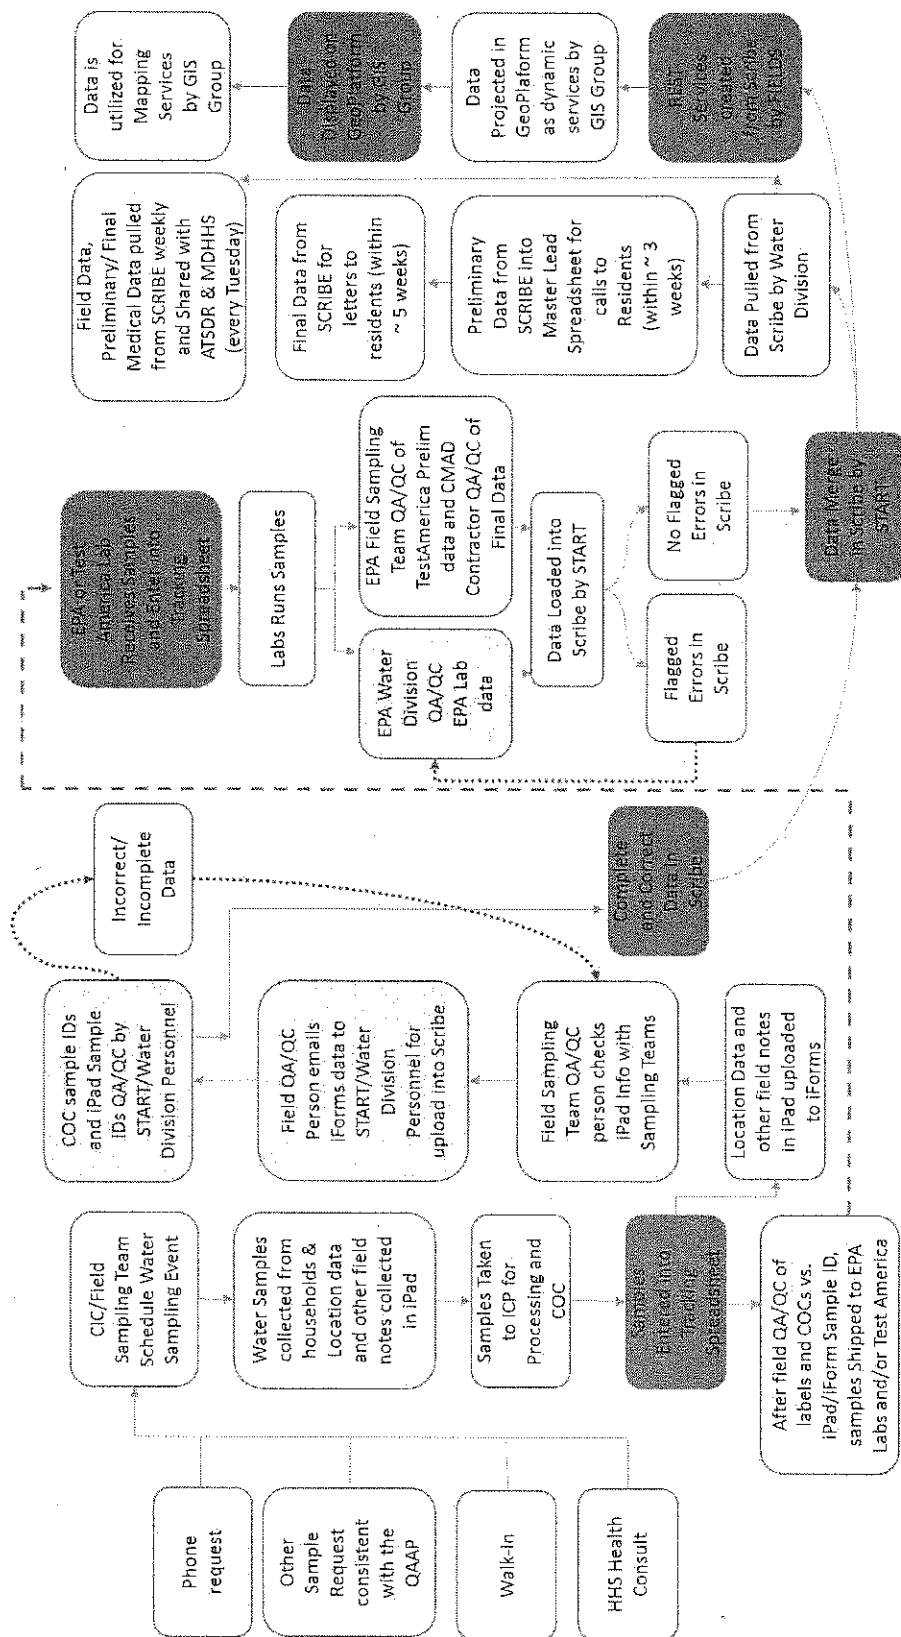 Phone
request
Other
Sample
Request
consistent
with the
QAAP
Walk-In
HHS Health
Consult
CIC/Field
Sampling Team
Schedule Water
Sampling Event
Water Samples
collected from
households &
Location data
and other field
notes collected
in iPad
Samples Taken
to ICP for
Processing and
COC
Samples
Entered into
Tracking
Spreadsheet
After field QA/QC of
labels and COCs vs.
iPad/iForm Sample ID,
samples Shipped to EPA
Labs and/or Test America
COC sample IDs
and iPad Sample
IDs QA/QC by
START/Water
Division Personnel
Field QA/QC
Person emails
iForms data to
START/Water
Division
Personnel for
upload into Scribe
Field Sampling
Team QA/QC
person checks
iPad Info with
Sampling Teams
Location Data and
other field notes
in iPad uploaded
to iForms
Incorrect/
Incomplete
Data
Complete
and Correct
Data in
Scribe
EPA or Test
America Lab
Receives Samples
and Enters into
Tracking
Spreadsheet
Labs Runs Samples
EPA Water
Division
QA/QC
EPA Lab
data
EPA Field Sampling
Team QA/QC of
TestAmerica Prelim
data and CMAD
Contractor QA/QC of
Final Data
Data Loaded into
Scribe by START
Flagged
Errors in
Scribe
No Flagged
Errors in
Scribe
Data Merge
in Scribe by
START
Field Data,
Preliminary/ Final
Medical Data pulled
from SCRIBE weekly
and Shared with
ATSDR & MDHHS
(every Tuesday)
Final Data from
SCRIBE for
letters to
residents (within
~ 5 weeks)
Preliminary
Data from
SCRIBE into
Master Lead
Spreadsheet for
calls to
Residents
(within ~ 3
weeks)
Data Pulled from
Scribe by Water
Division
Data is
utilized for
Mapping
Services
by GIS
Group
Data
Displayed on
GeoPlatform
by GIS
Group
Data
Projected in
GeoPlaform
as dynamic
services by
GIS Group
REST
Services
created
from Scribe
by FIELDS